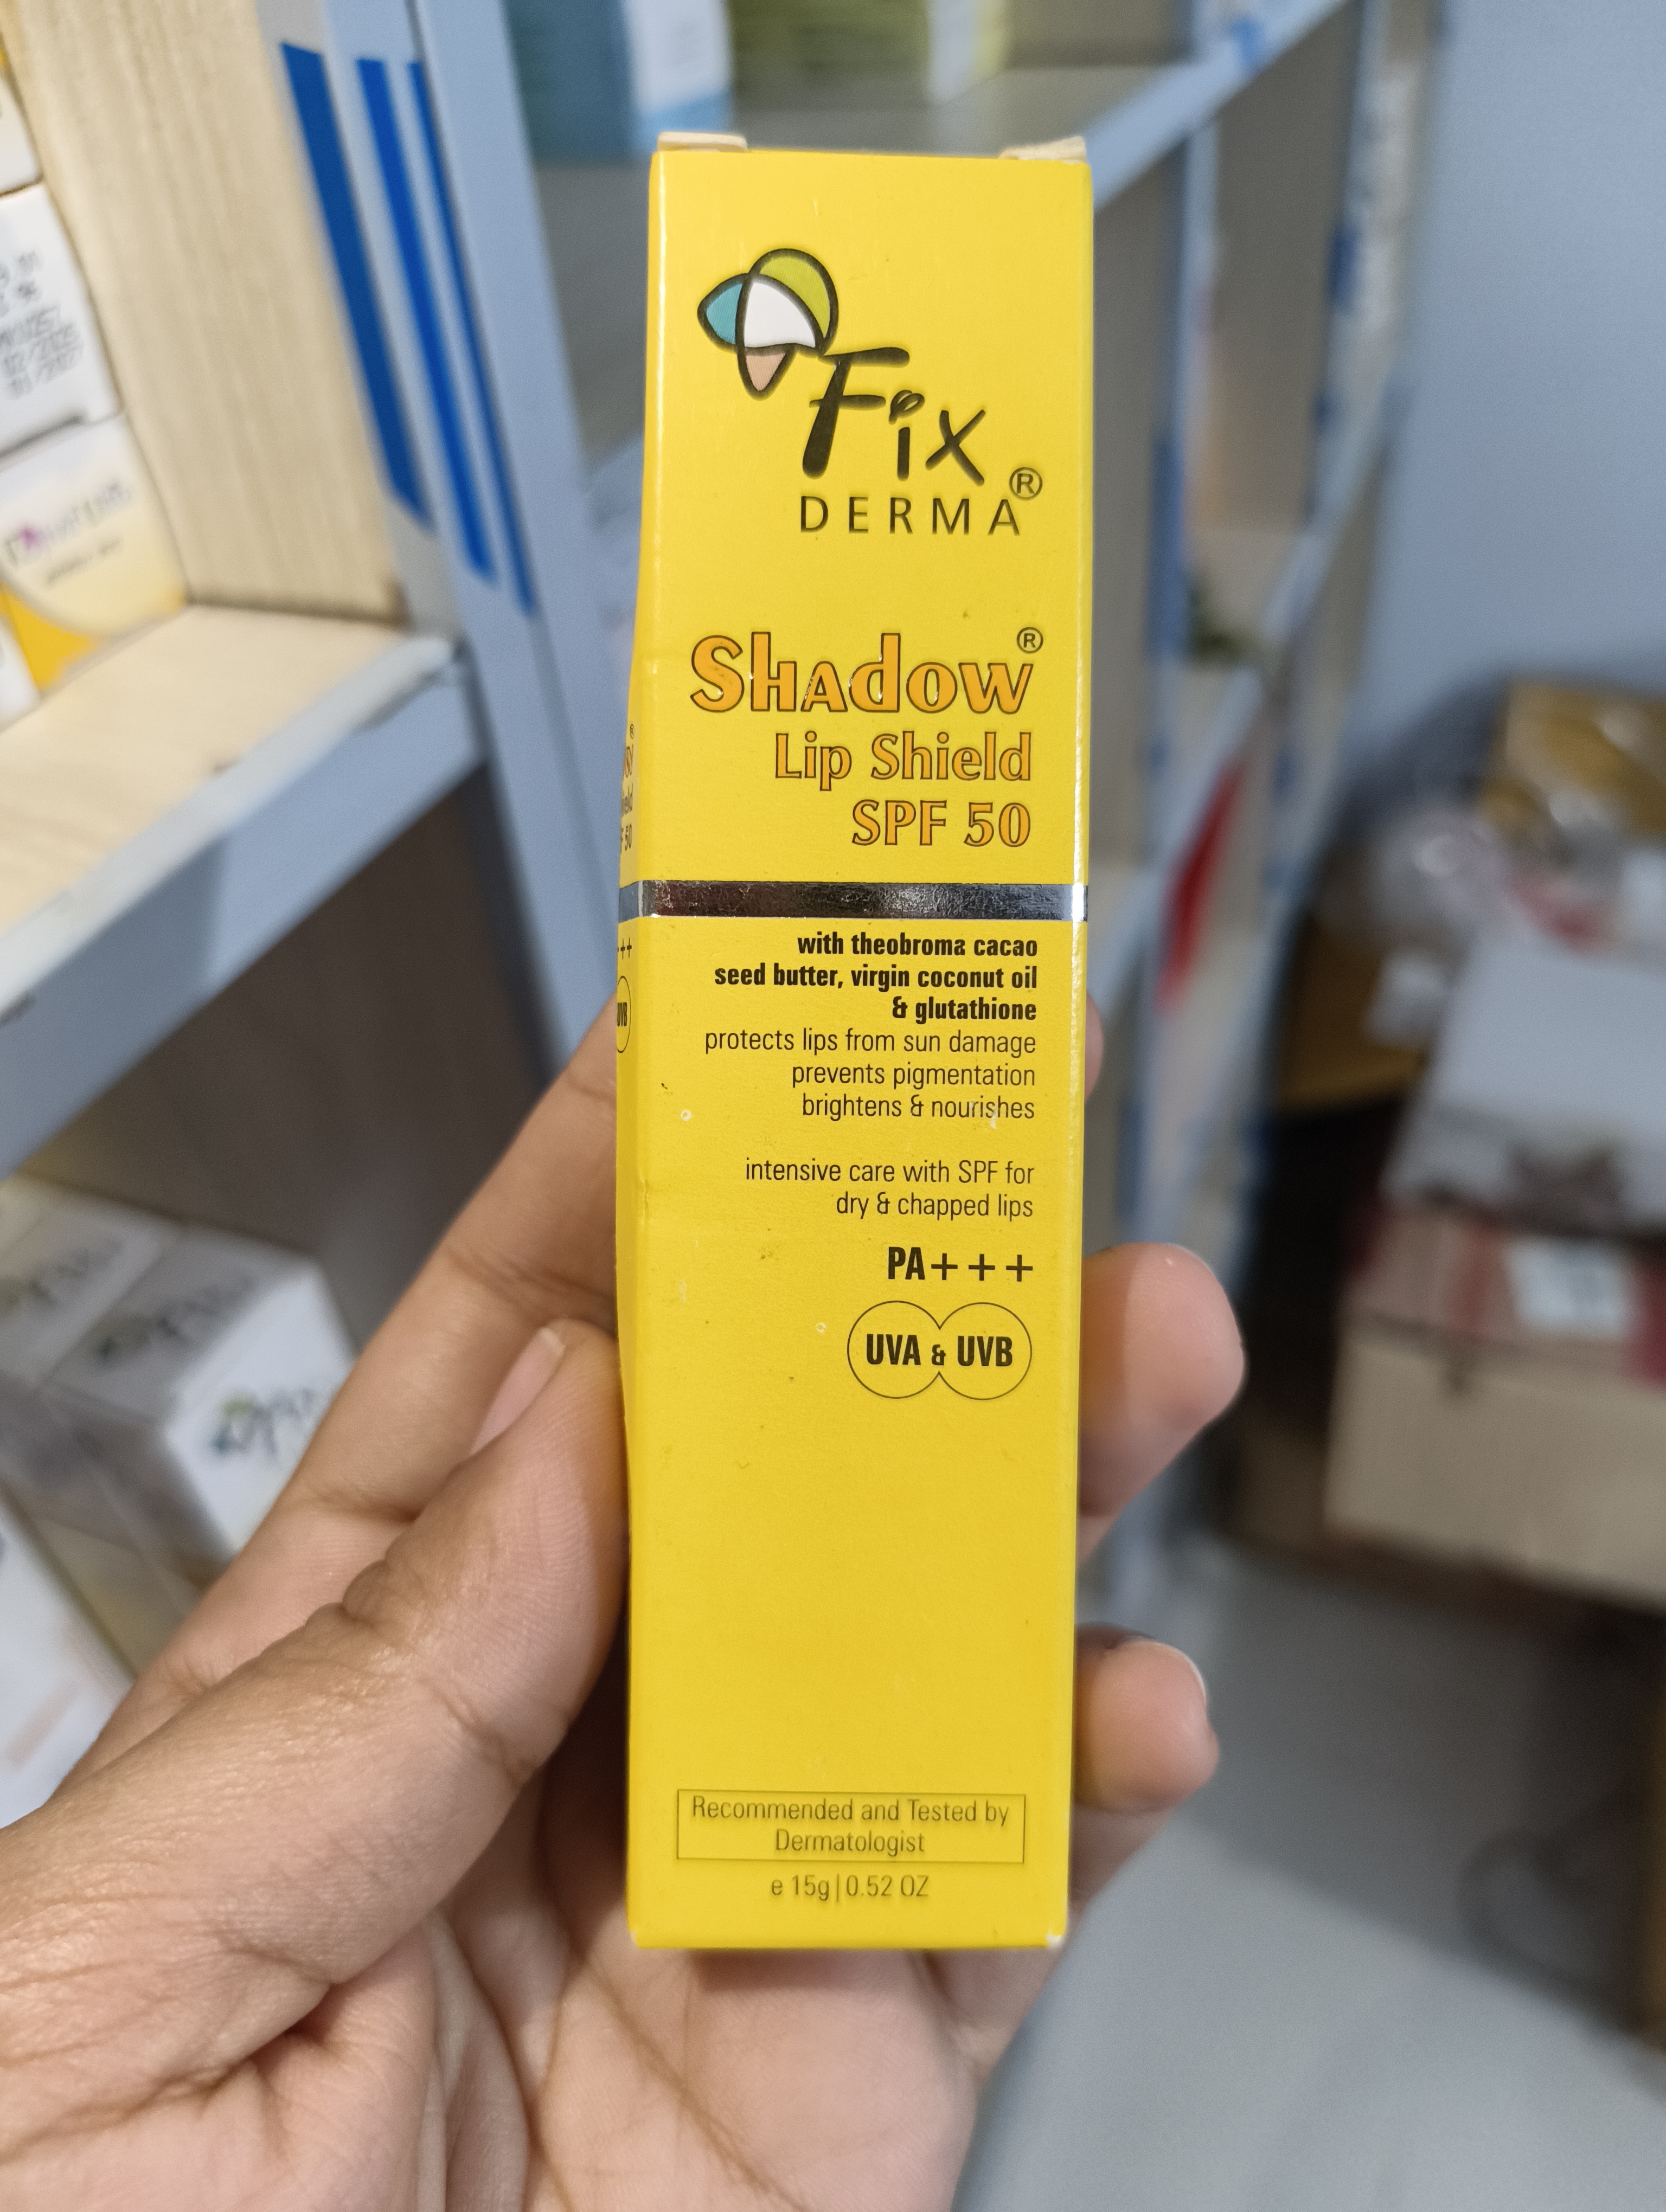 Fix
DERMA®
Shadow®
Lip Shield
SPF 50
with theobroma cacao
seed butter, virgin coconut oil
& glutathione
protects lips from sun damage
prevents pigmentation
brightens & nourishes
intensive care with SPF for
dry & chapped lips
PA+++
UVA & UVB
Recommended and Tested by
Dermatologist
e 15g|0.52 OZ